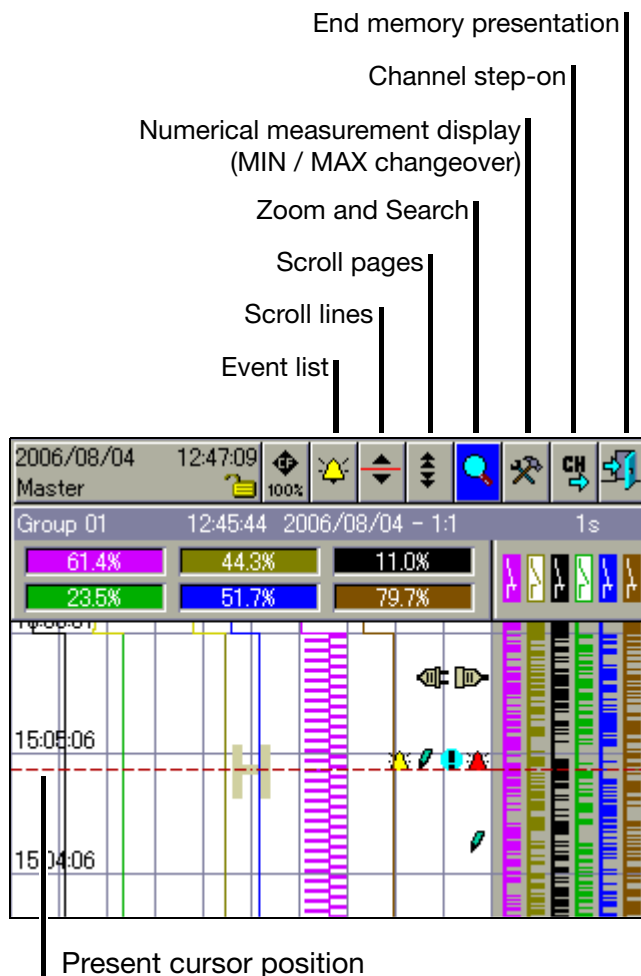 End memory presentation
Channel step-on
Numerical measurement display
(MIN / MAX changeover)
Zoom and Search
Scroll pages
Scroll lines
Event list
2006/08/04 12:47:09
Master
CF
100%
CH
Group 01 12:45:44 2006/08/04 - 1:1 1s
61.4% 44.3% 11.0%
23.5% 51.7% 79.7%
H
15:05:06
15:04:06
Present cursor position